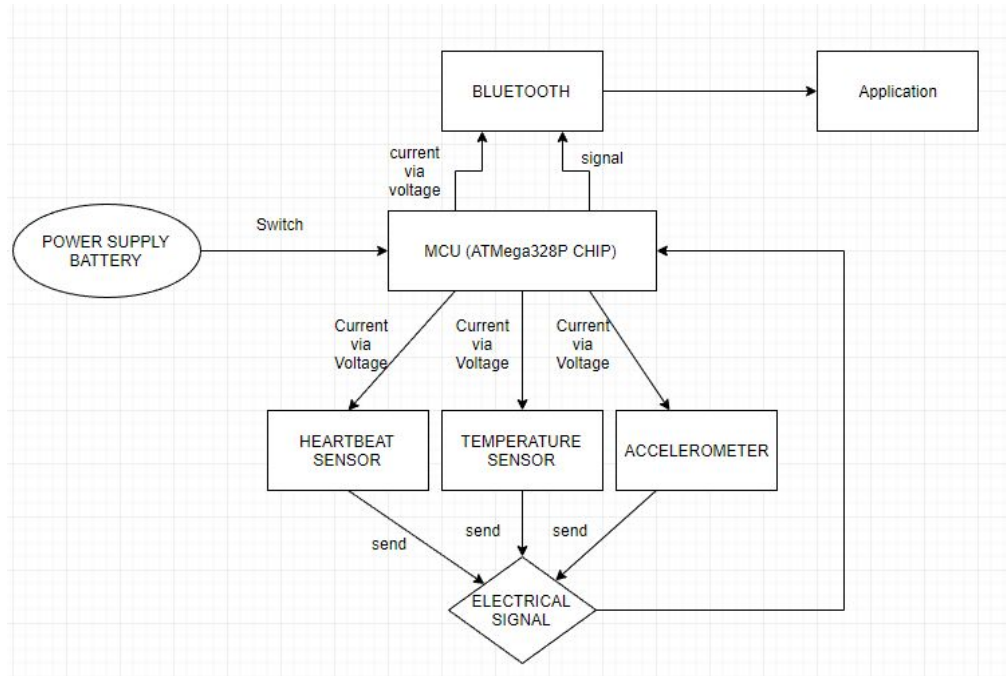 BLUETOOTH
Application
current
via
voltage
signal
Switch
POWER SUPPLY
BATTERY
MCU (ATMega328P CHIP)
Current
via
Voltage
Current
via
Voltage
Current
via
Voltage
HEARTBEAT
SENSOR
TEMPERATURE
SENSOR
ACCELEROMETER
send
send
send
ELECTRICAL
SIGNAL